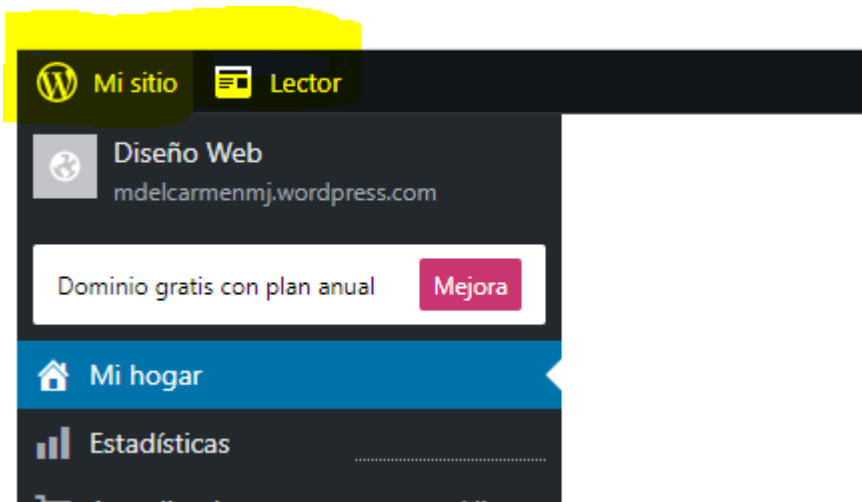 Mi sitio Lector
Diseño Web
mdelcarmenmj.wordpress.com
Dominio gratis con plan anual Mejora
Mi hogar
Estadísticas